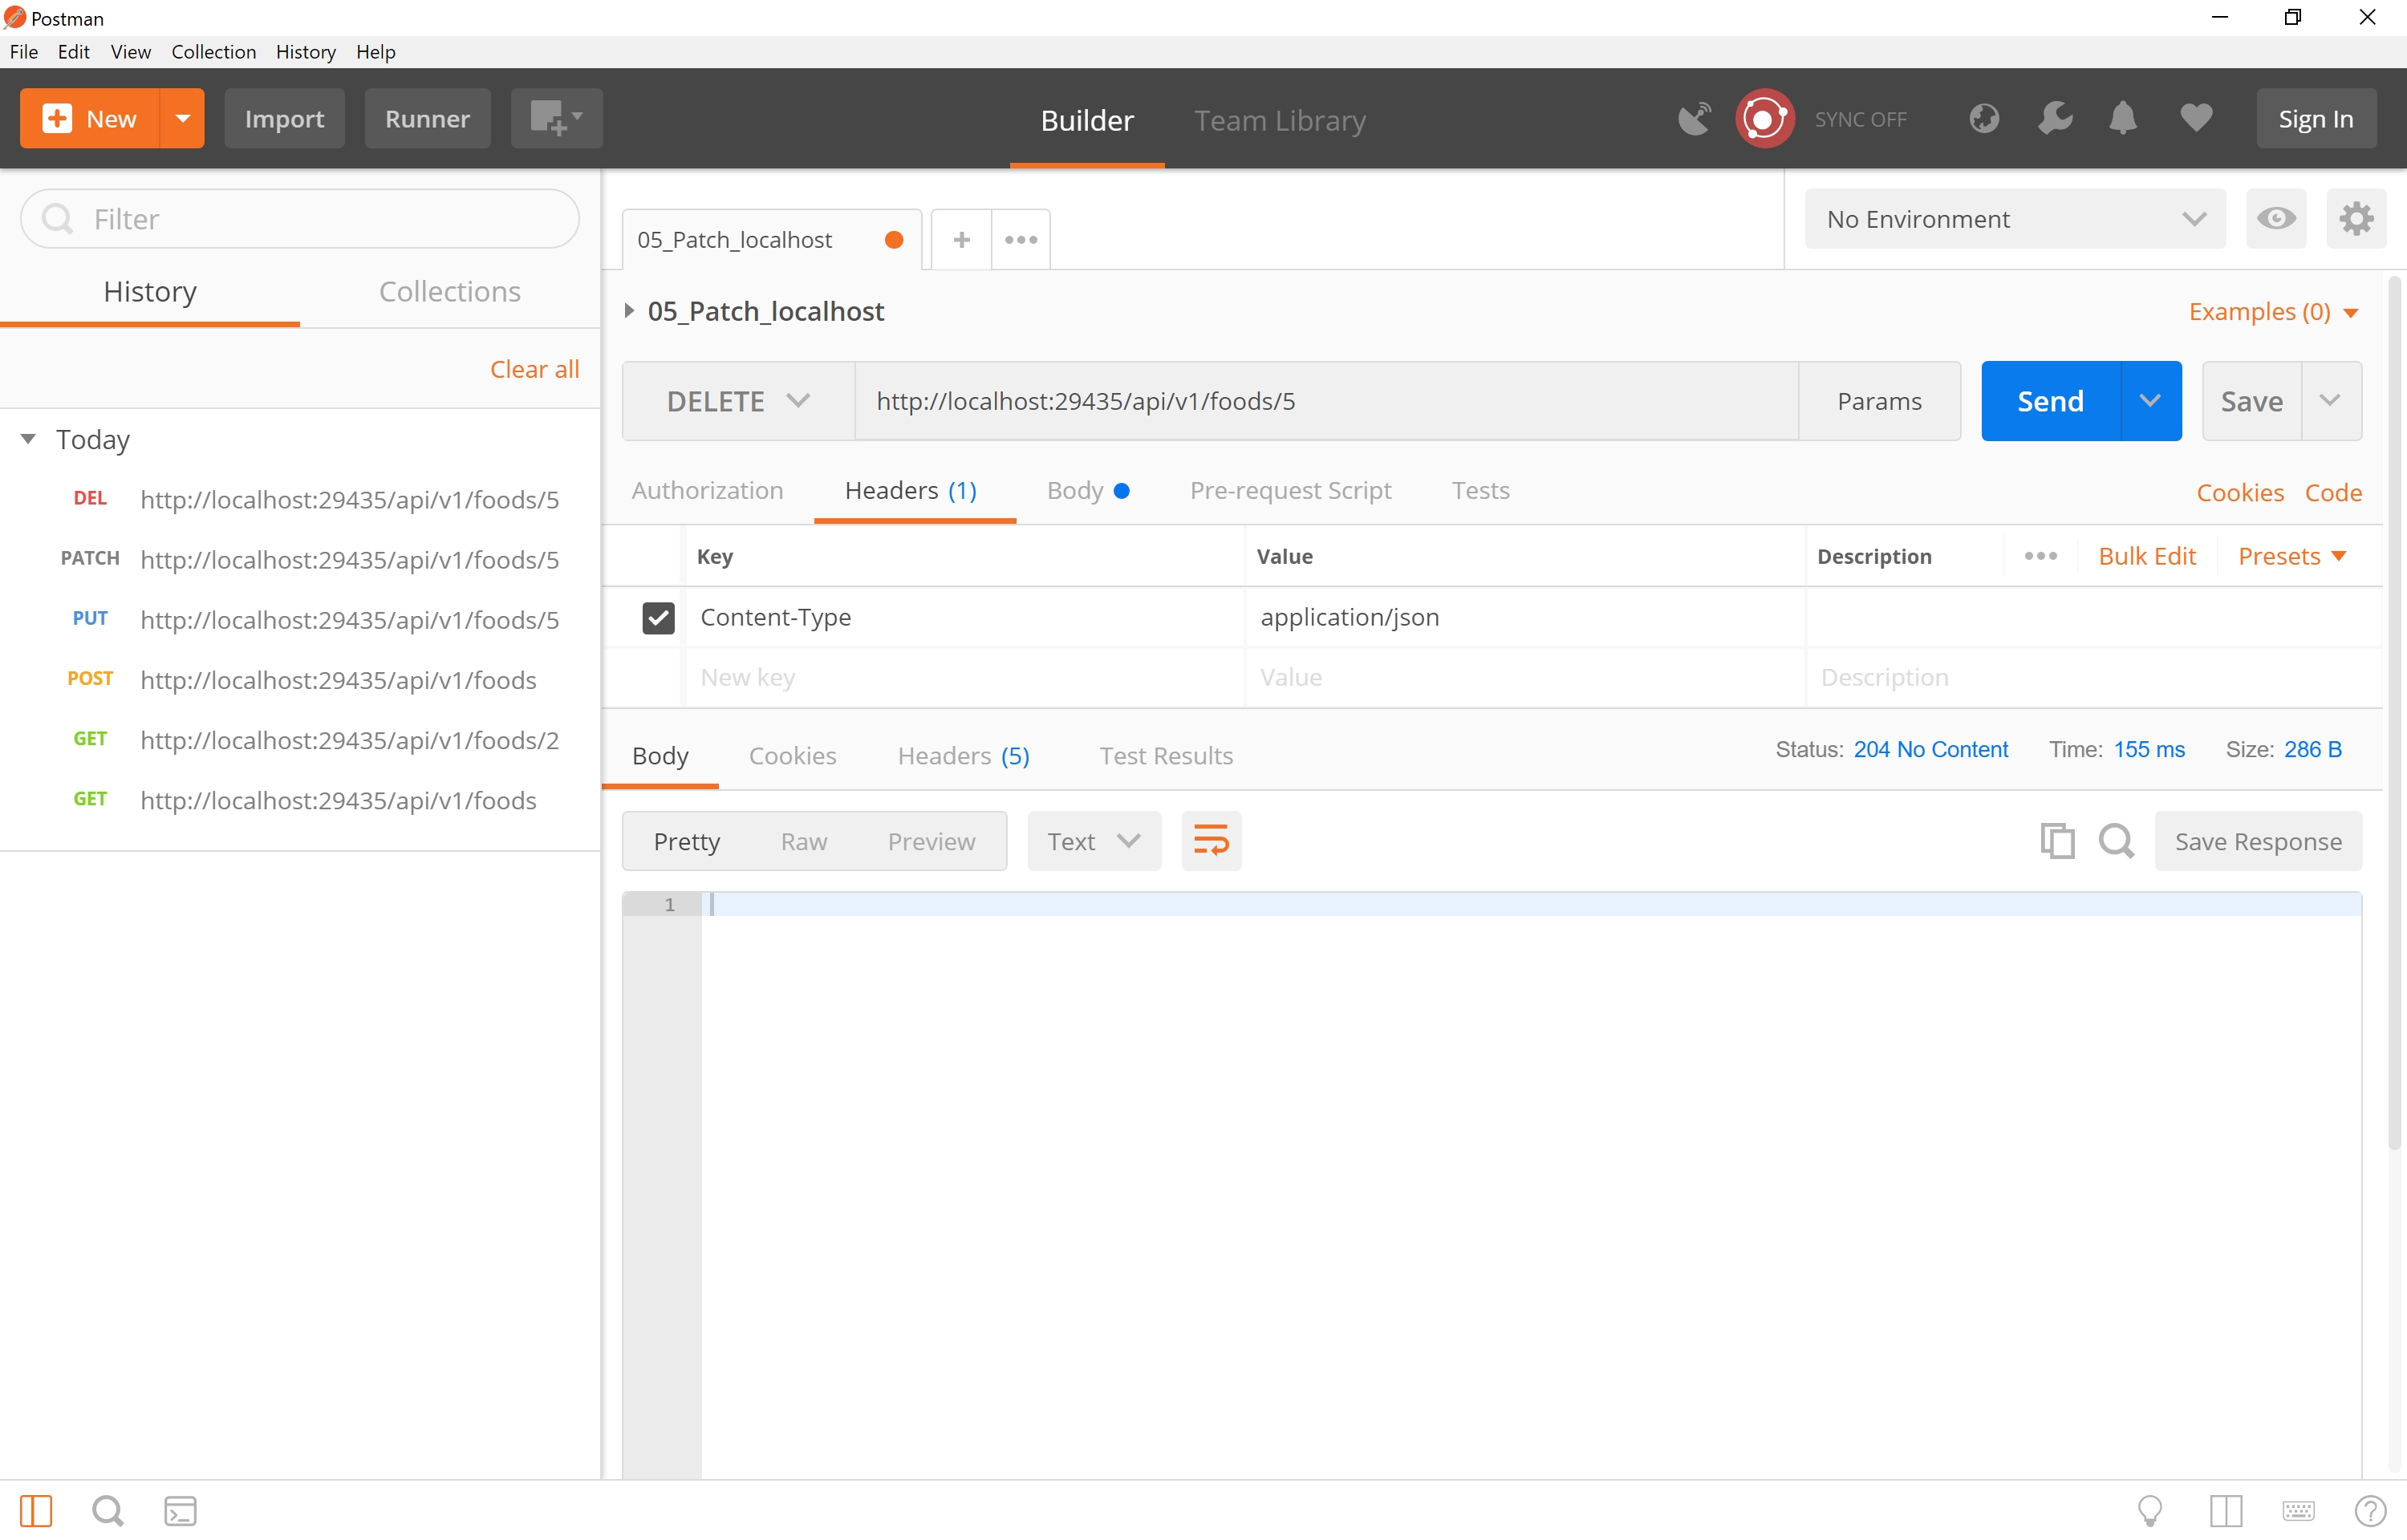 Postman
File Edit View Collection History Help
New Import Runner Builder Team Library SYNC OFF Sign In
Filter
History Collections
Clear all
Today
DEL http://localhost:29435/api/v1/foods/5
PATCH http://localhost:29435/api/v1/foods/5
PUT http://localhost:29435/api/v1/foods/5
POST http://localhost:29435/api/v1/foods
GET http://localhost:29435/api/v1/foods/2
GET http://localhost:29435/api/v1/foods
05_Patch_localhost
No Environment
05_Patch_localhost Examples (0)
DELETE http://localhost:29435/api/v1/foods/5 Params Send Save
Authorization Headers (1) Body Pre-request Script Tests Cookies Code
Key Value Description Bulk Edit Presets
Content-Type application/json
New key Value Description
Body Cookies Headers (5) Test Results Status: 204 No Content Time: 155 ms Size: 286 B
Pretty Raw Preview Text Save Response
1